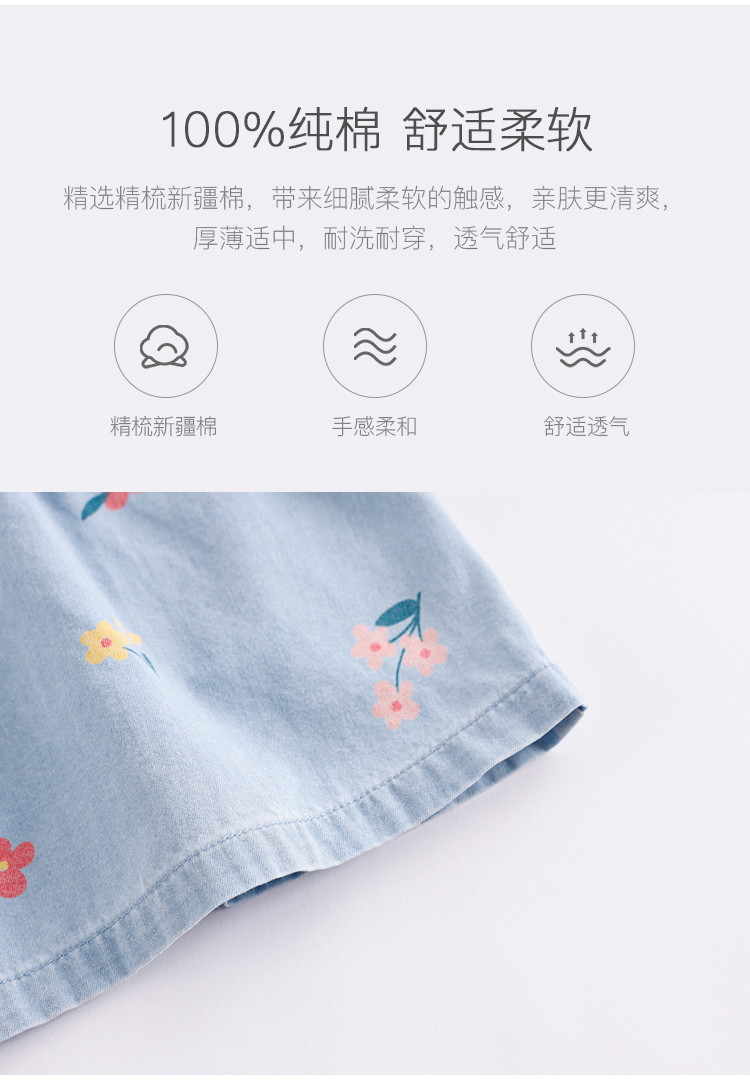 100%纯棉 舒适柔软
精选精梳新疆棉，带来细腻柔软的触感，亲肤更清爽，
厚薄适中，耐洗耐穿，透气舒适
精梳新疆棉
手感柔和
舒适透气